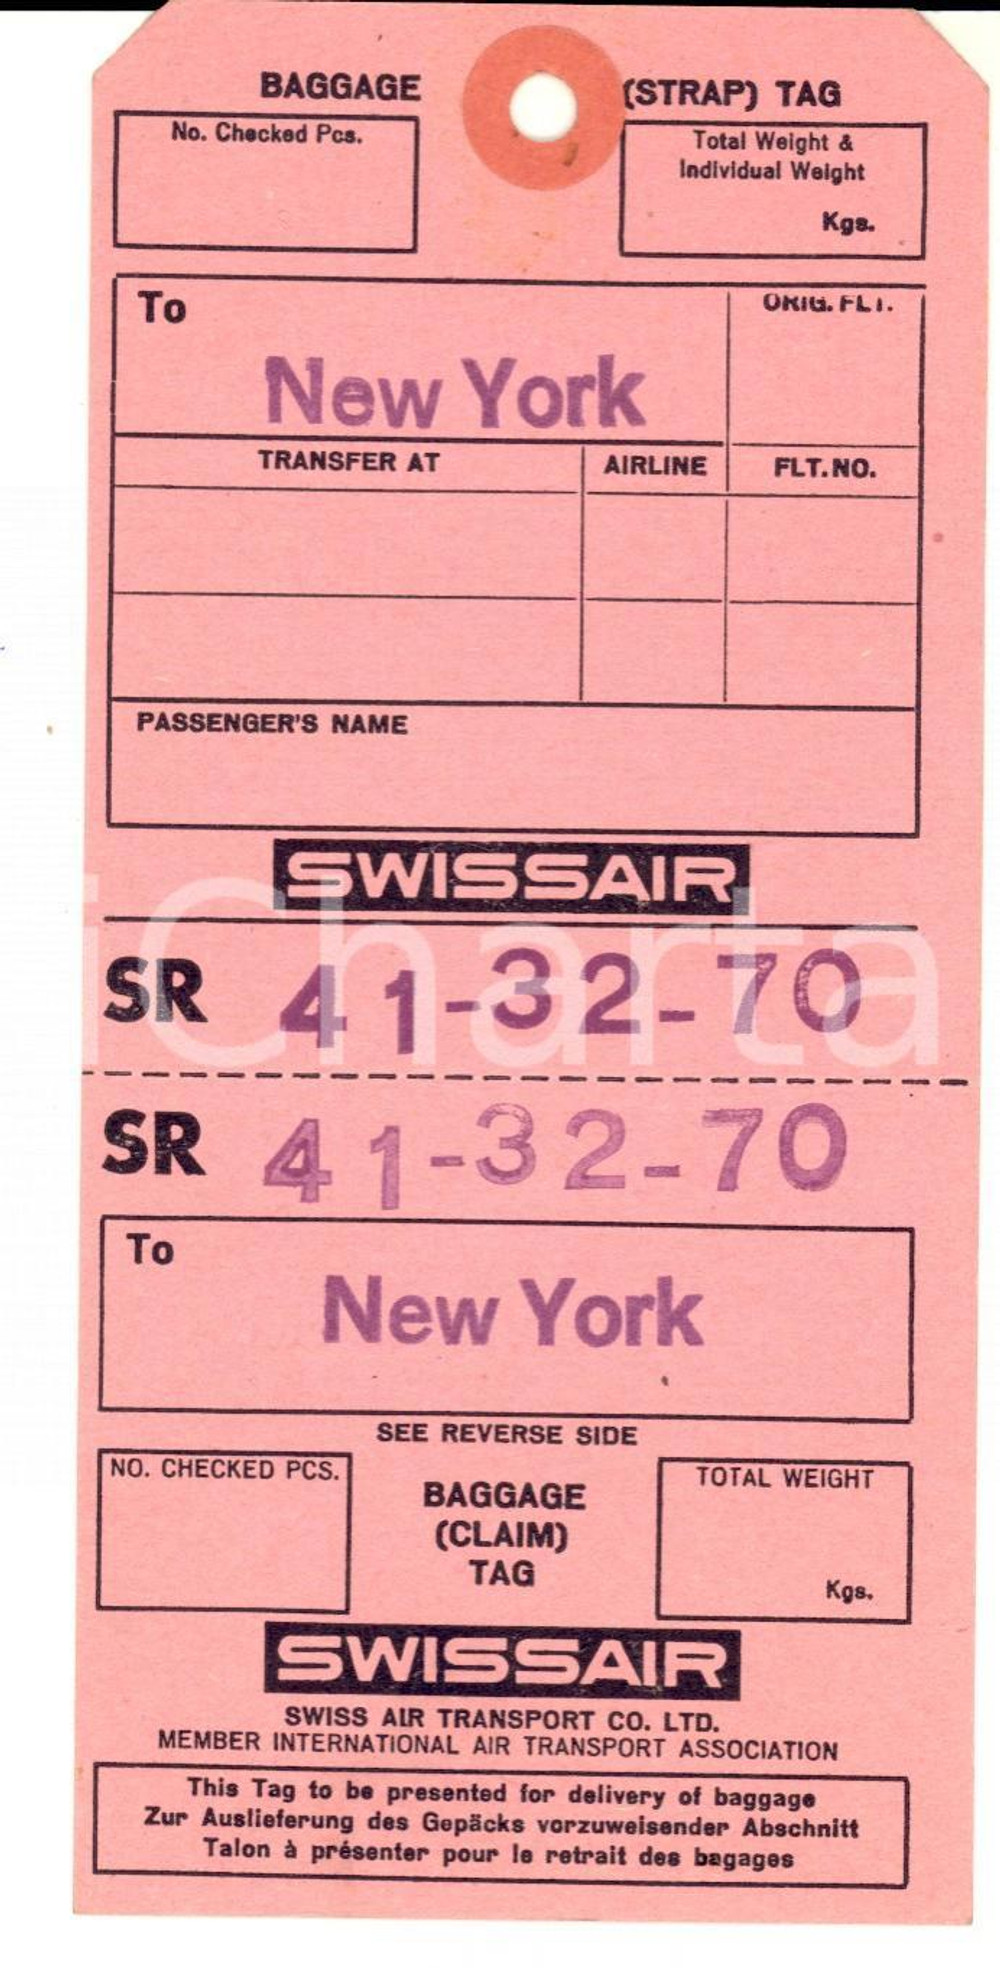 BAGGAGE (STRAP) TAG
No. Checked Pcs.
Total Weight &
Individual Weight
Kgs.
To
ORIG. FLT.
New York
TRANSFER AT AIRLINE FLT. NO.
PASSENGER'S NAME
SWISSAIR
iCharta
SR 41-32-70
SR 41-32-70
To
New York
SEE REVERSE SIDE
NO. CHECKED PCS.
BAGGAGE
(CLAIM)
TAG
TOTAL WEIGHT
Kgs.
SWISSAIR
SWISS AIR TRANSPORT CO. LTD.
MEMBER INTERNATIONAL AIR TRANSPORT ASSOCIATION
This Tag to be presented for delivery of baggage
Zur Auslieferung des Gepäcks vorzuweisender Abschnitt
Talon à présenter pour le retrait des bagages